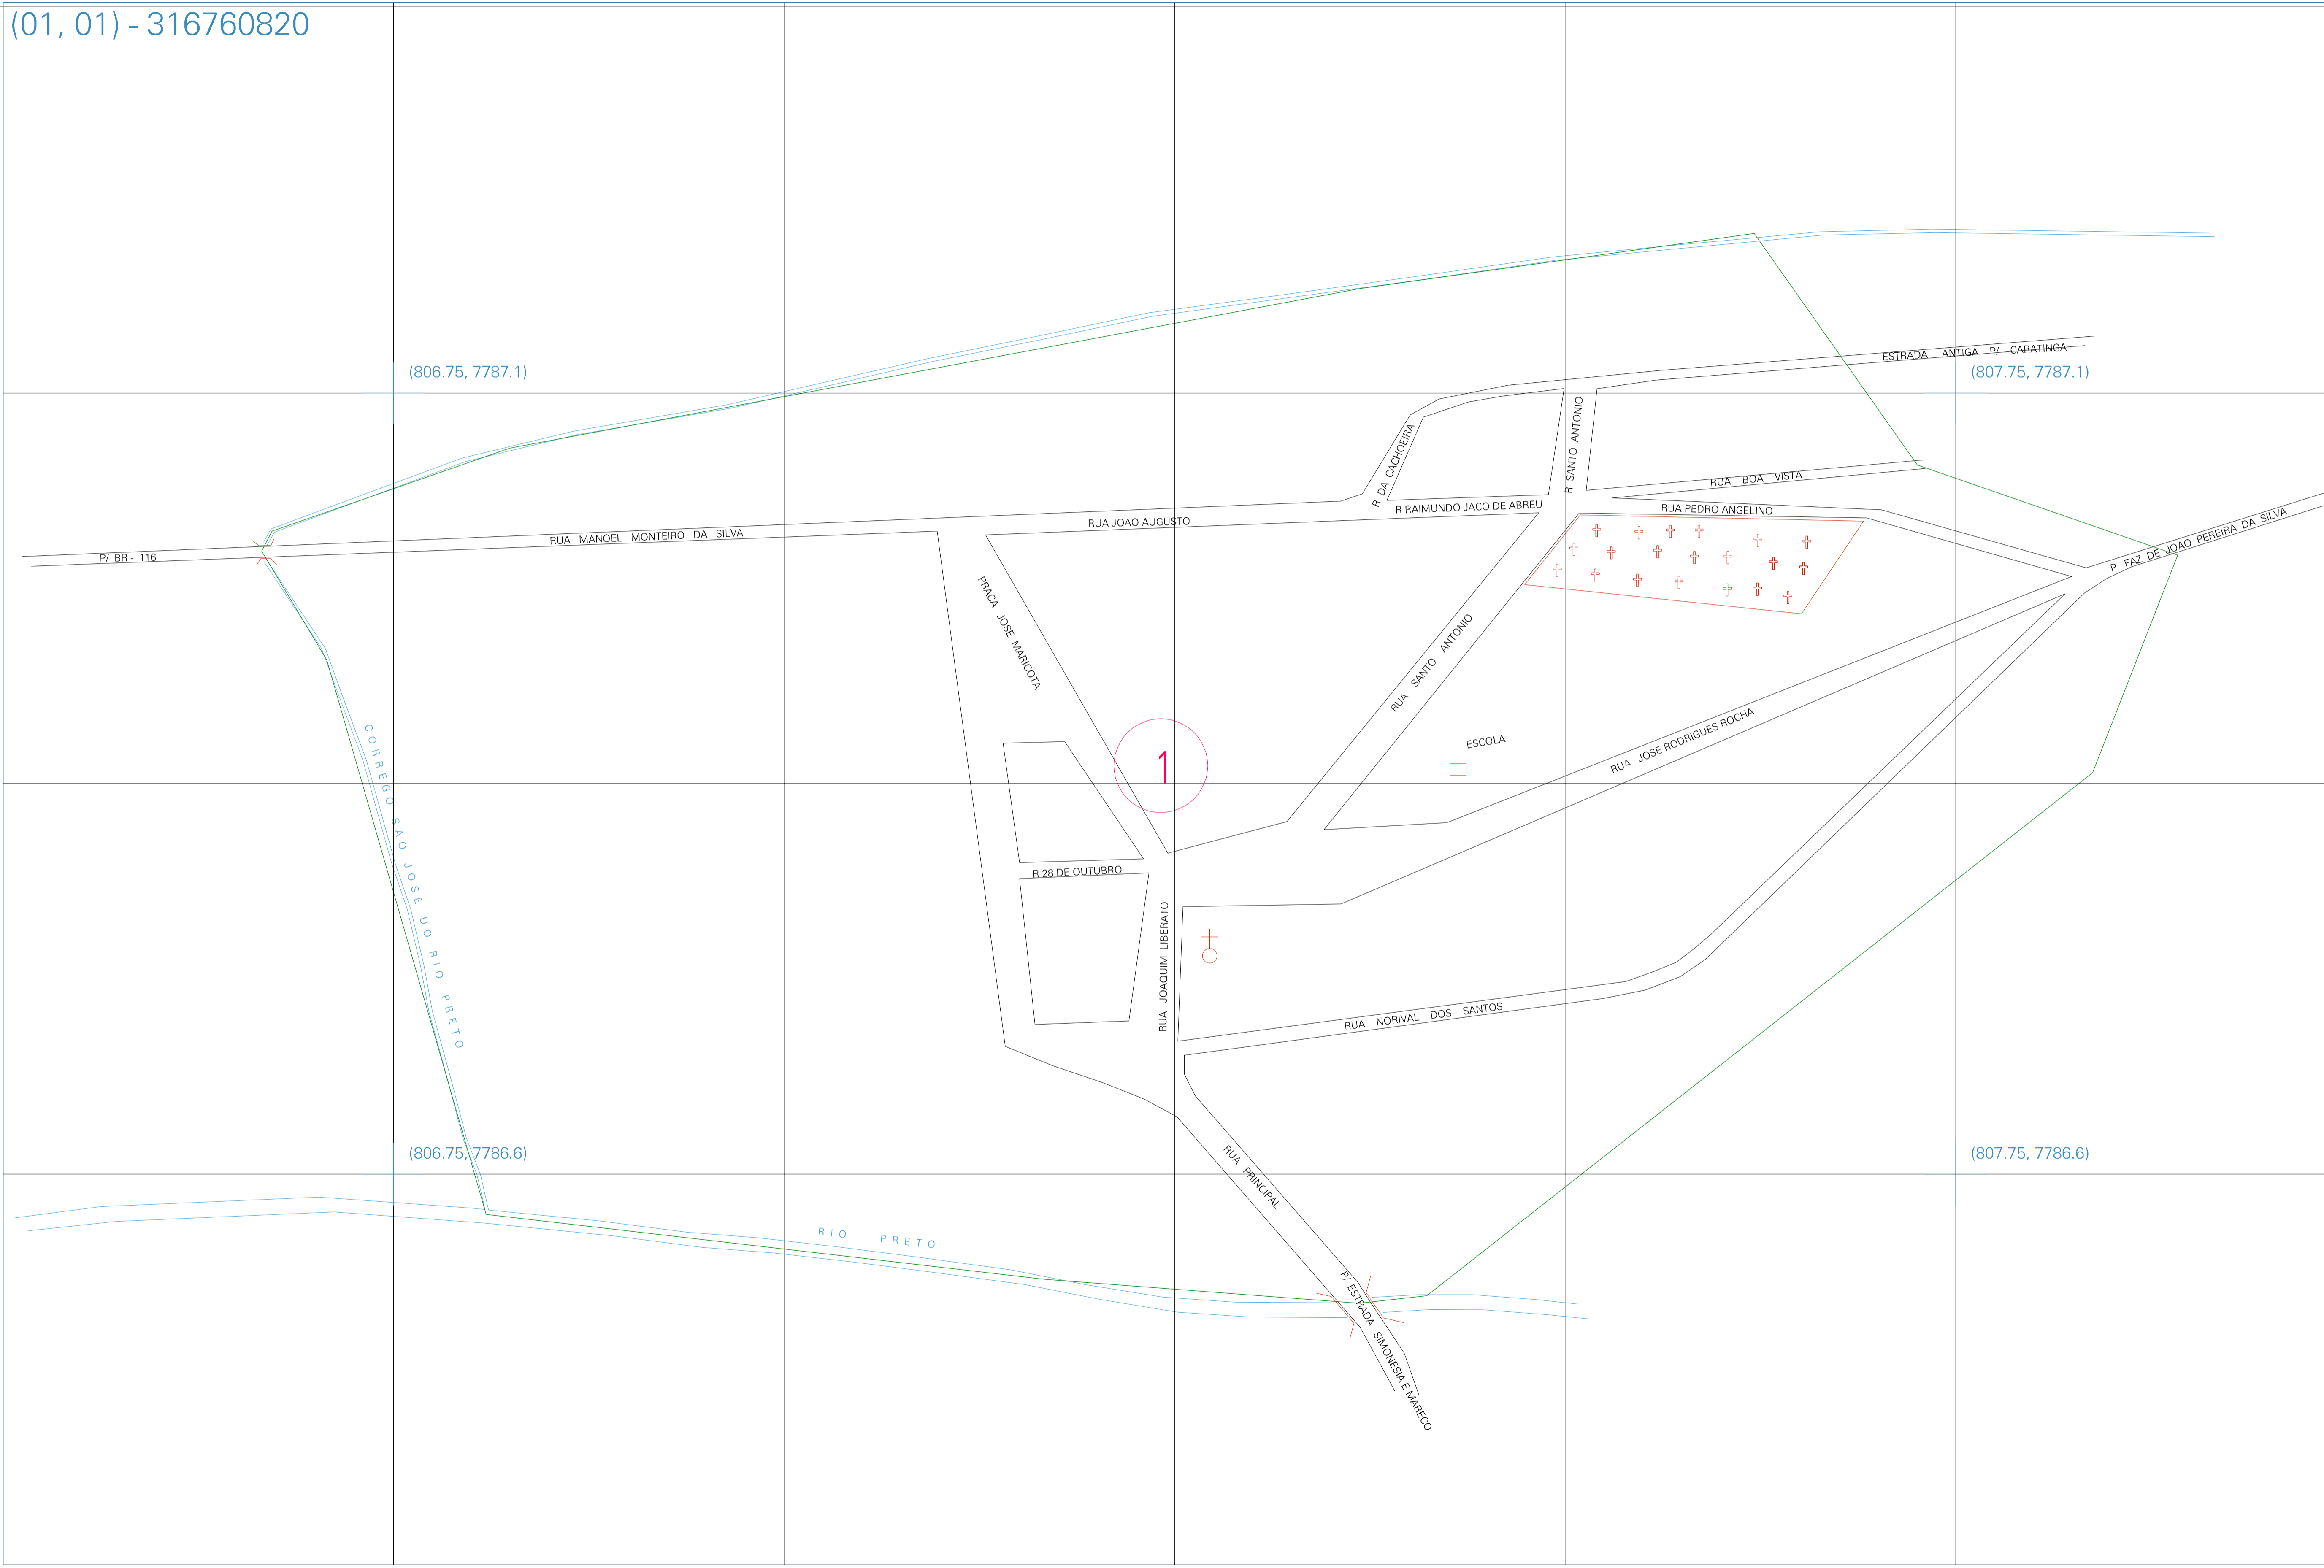 (01, 01) - 316760820
ESTRADA ANTIGA P/ CARATINGA
(806.75, 7787.1)
(807.75, 7787.1)
R DA CACHOEIRA
R SANTO ANTONIO
RUA BOA VISTA
R RAIMUNDO JACO DE ABREU
RUA PEDRO ANGELINO
RUA JOAO AUGUSTO
RUA MANOEL MONTEIRO DA SILVA
P/ BR - 116
P/ FAZ DE JOAO PEREIRA DA SILVA
PRACA JOSE MARICOTA
RUA SANTO ANTONIO
ESCOLA
RUA JOSE RODRIGUES ROCHA
1
CORREGO SAO JOSE DO RIO PRETO
R 28 DE OUTUBRO
RUA JOAQUIM LIBERATO
RUA NORIVAL DOS SANTOS
(806.75, 7786.6)
(807.75, 7786.6)
RUA PRINCIPAL
RIO PRETO
P/ ESTRADA SIMONESIA E MARECO